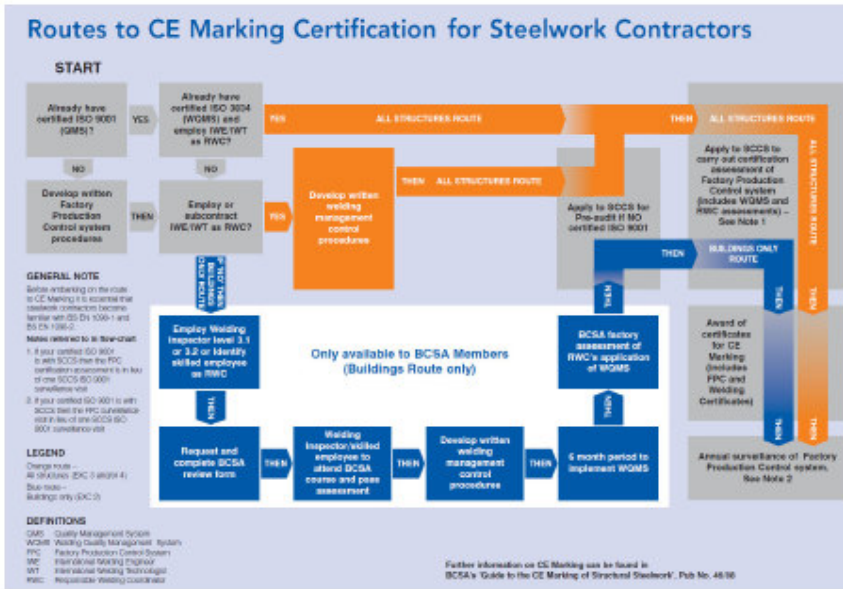 Routes to CE Marking Certification for Steelwork Contractors
START
Already have
certified ISO 9001
(QMS)?
YES
Already have
certified ISO 3834
(WQMS) and
employ IWE/IWT
as RWC?
YES
ALL STRUCTURES ROUTE
THEN
ALL STRUCTURES ROUTE
NO
NO
Develop written
Factory
Production
Control system
procedures
THEN
Employ or
subcontract
IWE/IWT as RWC?
YES
Develop written
welding
management
control
procedures
THEN
ALL STRUCTURES ROUTE
Apply to SCCS for
Pre-audit if NO
certified ISO 9001
Apply to SCCS to
carry out certification
assessment of
Factory Production
Control system
(includes WQMS and
RWC assessments) –
See Note 1
ALL STRUCTURES ROUTE
THEN
BUILDINGS ONLY
ROUTE
IF 'NO' THEN
BUILDINGS
ONLY ROUTE
THEN
THEN
THEN
GENERAL NOTE
Before embarking on the route
to CE Marking it is essential that
steelwork contractors become
familiar with BS EN 1090-1 and
BS EN 1090-2.
Notes referred to in flow-chart
1. If your certified ISO 9001
is with SCCS then the FPC
certification assessment is in lieu
of one SCCS ISO 9001
surveillance visit
2. If your certified ISO 9001 is with
SCCS then the FPC surveillance
visit in lieu of one SCCS ISO
9001 surveillance visit
LEGEND
Orange route –
All structures (EXC 3 and/or 4)
Blue route –
Buildings only (EXC 2)
DEFINITIONS
QMS Quality Management System
WQMS Welding Quality Management System
FPC Factory Production Control System
IWE International Welding Engineer
IWT International Welding Technologist
RWC Responsible Welding Coordinator
Employ Welding
Inspector level 3.1
or 3.2 or Identify
skilled employee
as RWC
Only available to BCSA Members
(Buildings Route only)
BCSA factory
assessment of
RWC's application
of WQMS
Award of
certificates
for CE
Marking
(includes
FPC and
Welding
Certificates)
THEN
THEN
THEN
THEN
Request and
complete BCSA
review form
THEN
Welding
Inspector/skilled
employee to
attend BCSA
course and pass
assessment
THEN
Develop written
welding
management
control
procedures
THEN
6 month period to
implement WQMS
Annual surveillance of Factory
Production Control system.
See Note 2
Further information on CE Marking can be found in
BCSA's 'Guide to the CE Marking of Structural Steelwork', Pub No. 46/08